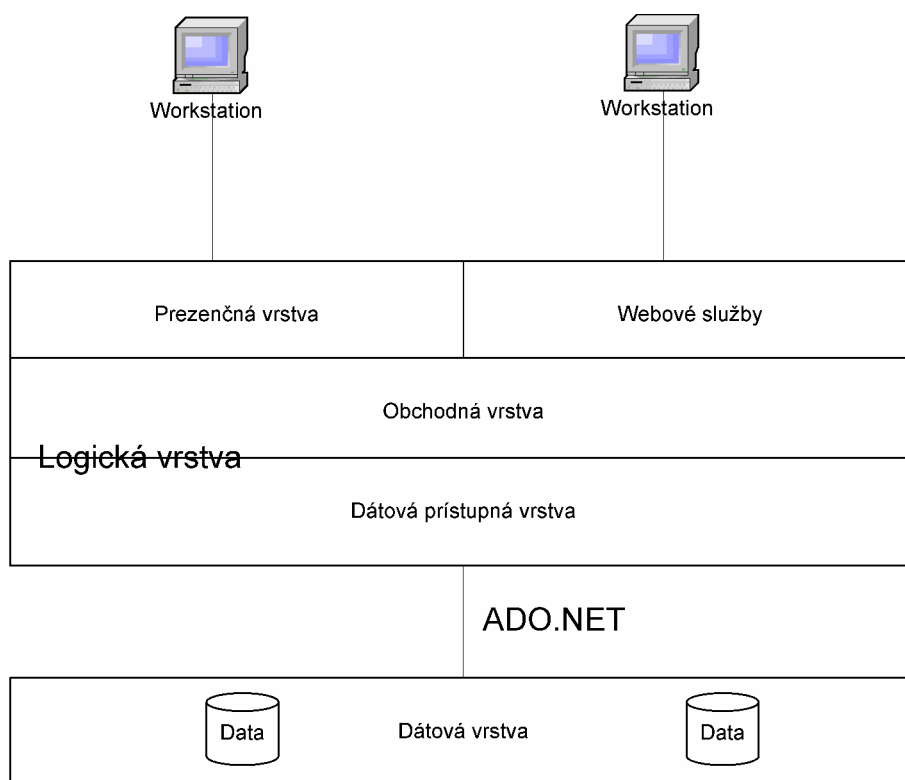 Workstation
Workstation
Prezenčná vrstva
Webové služby
Obchodná vrstva
Logická vrstva
Dátová prístupná vrstva
ADO.NET
Data
Dátová vrstva
Data